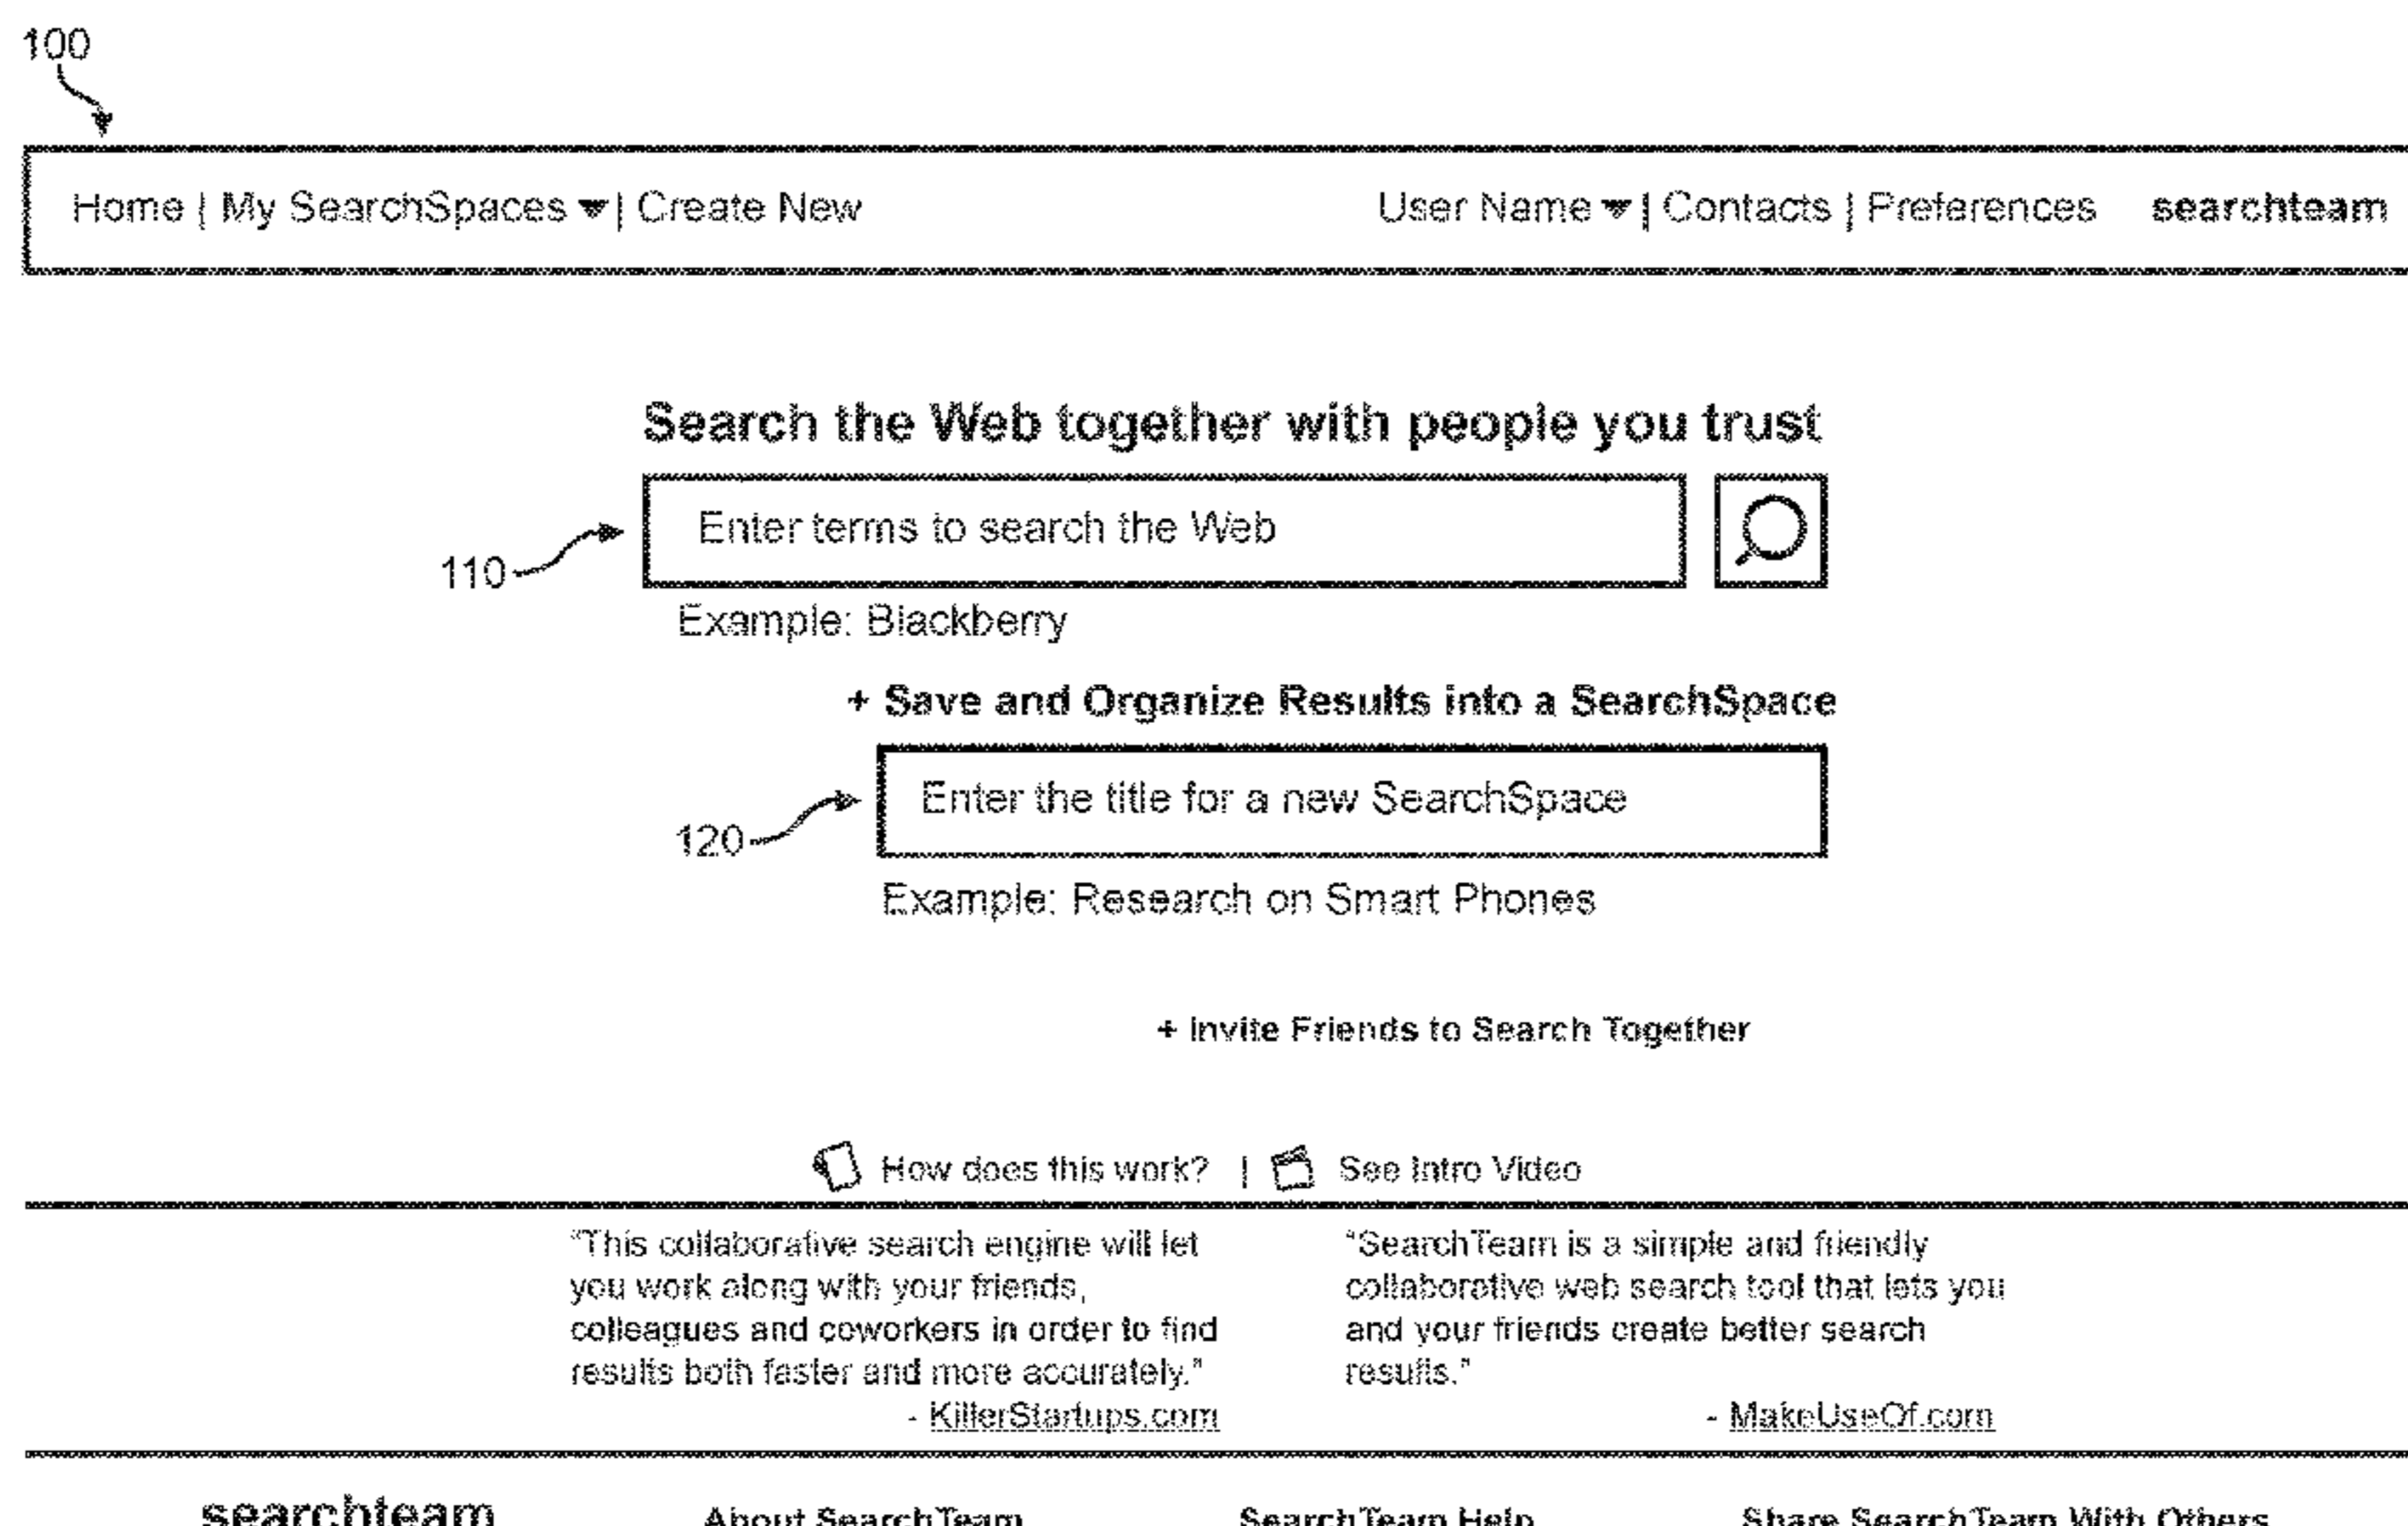 100
Home | My SearchSpaces ▾ | Create New User Name ▾ | Contacts | Preferences searchteam
Search the Web together with people you trust
Enter terms to search the Web
110
Example: Blackberry
+ Save and Organize Results into a SearchSpace
Enter the title for a new SearchSpace
120
Example: Research on Smart Phones
+ Invite Friends to Search Together
How does this work? | See Intro Video
"This collaborative search engine will let
you work along with your friends,
colleagues and coworkers in order to find
results both faster and more accurately."
- KillerStartups.com
"SearchTeam is a simple and friendly
collaborative web search tool that lets you
and your friends create better search
results."
- MakeUseOf.com
searchteam About SearchTeam SearchTeam Help Share SearchTeam With Others